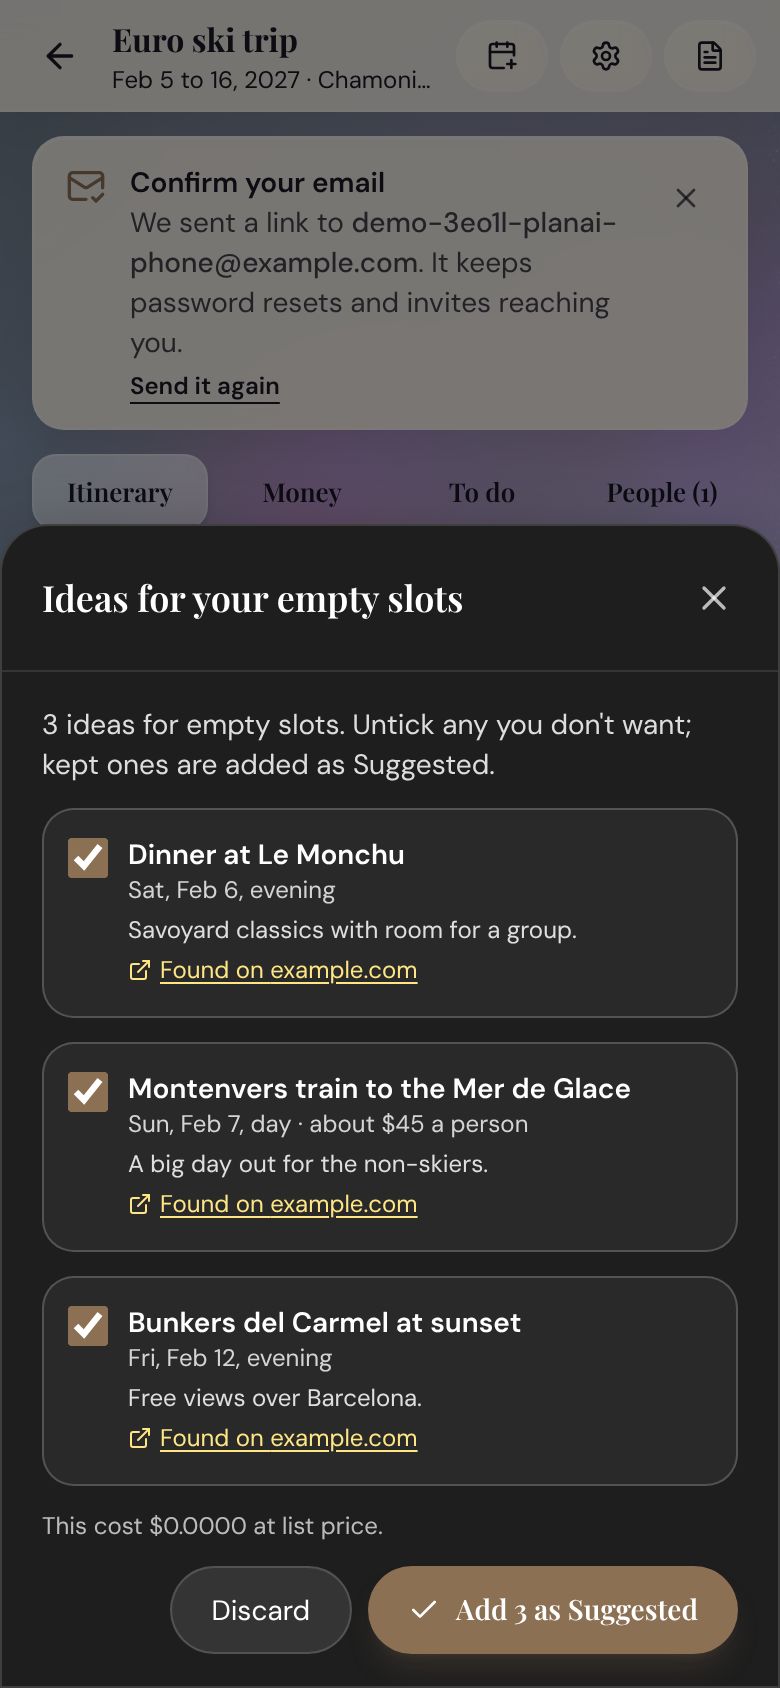 Euro ski trip
Feb 5 to 16, 2027 · Chamoni...
Confirm your email
We sent a link to demo-3eo1l-planai-
phone@example.com. It keeps
password resets and invites reaching
you.
Send it again
Itinerary
Money
To do
People (1)
Ideas for your empty slots
3 ideas for empty slots. Untick any you don't want;
kept ones are added as Suggested.
Dinner at Le Monchu
Sat, Feb 6, evening
Savoyard classics with room for a group.
Found on example.com
Montenvers train to the Mer de Glace
Sun, Feb 7, day · about $45 a person
A big day out for the non-skiers.
Found on example.com
Bunkers del Carmel at sunset
Fri, Feb 12, evening
Free views over Barcelona.
Found on example.com
This cost $0.0000 at list price.
Discard
Add 3 as Suggested